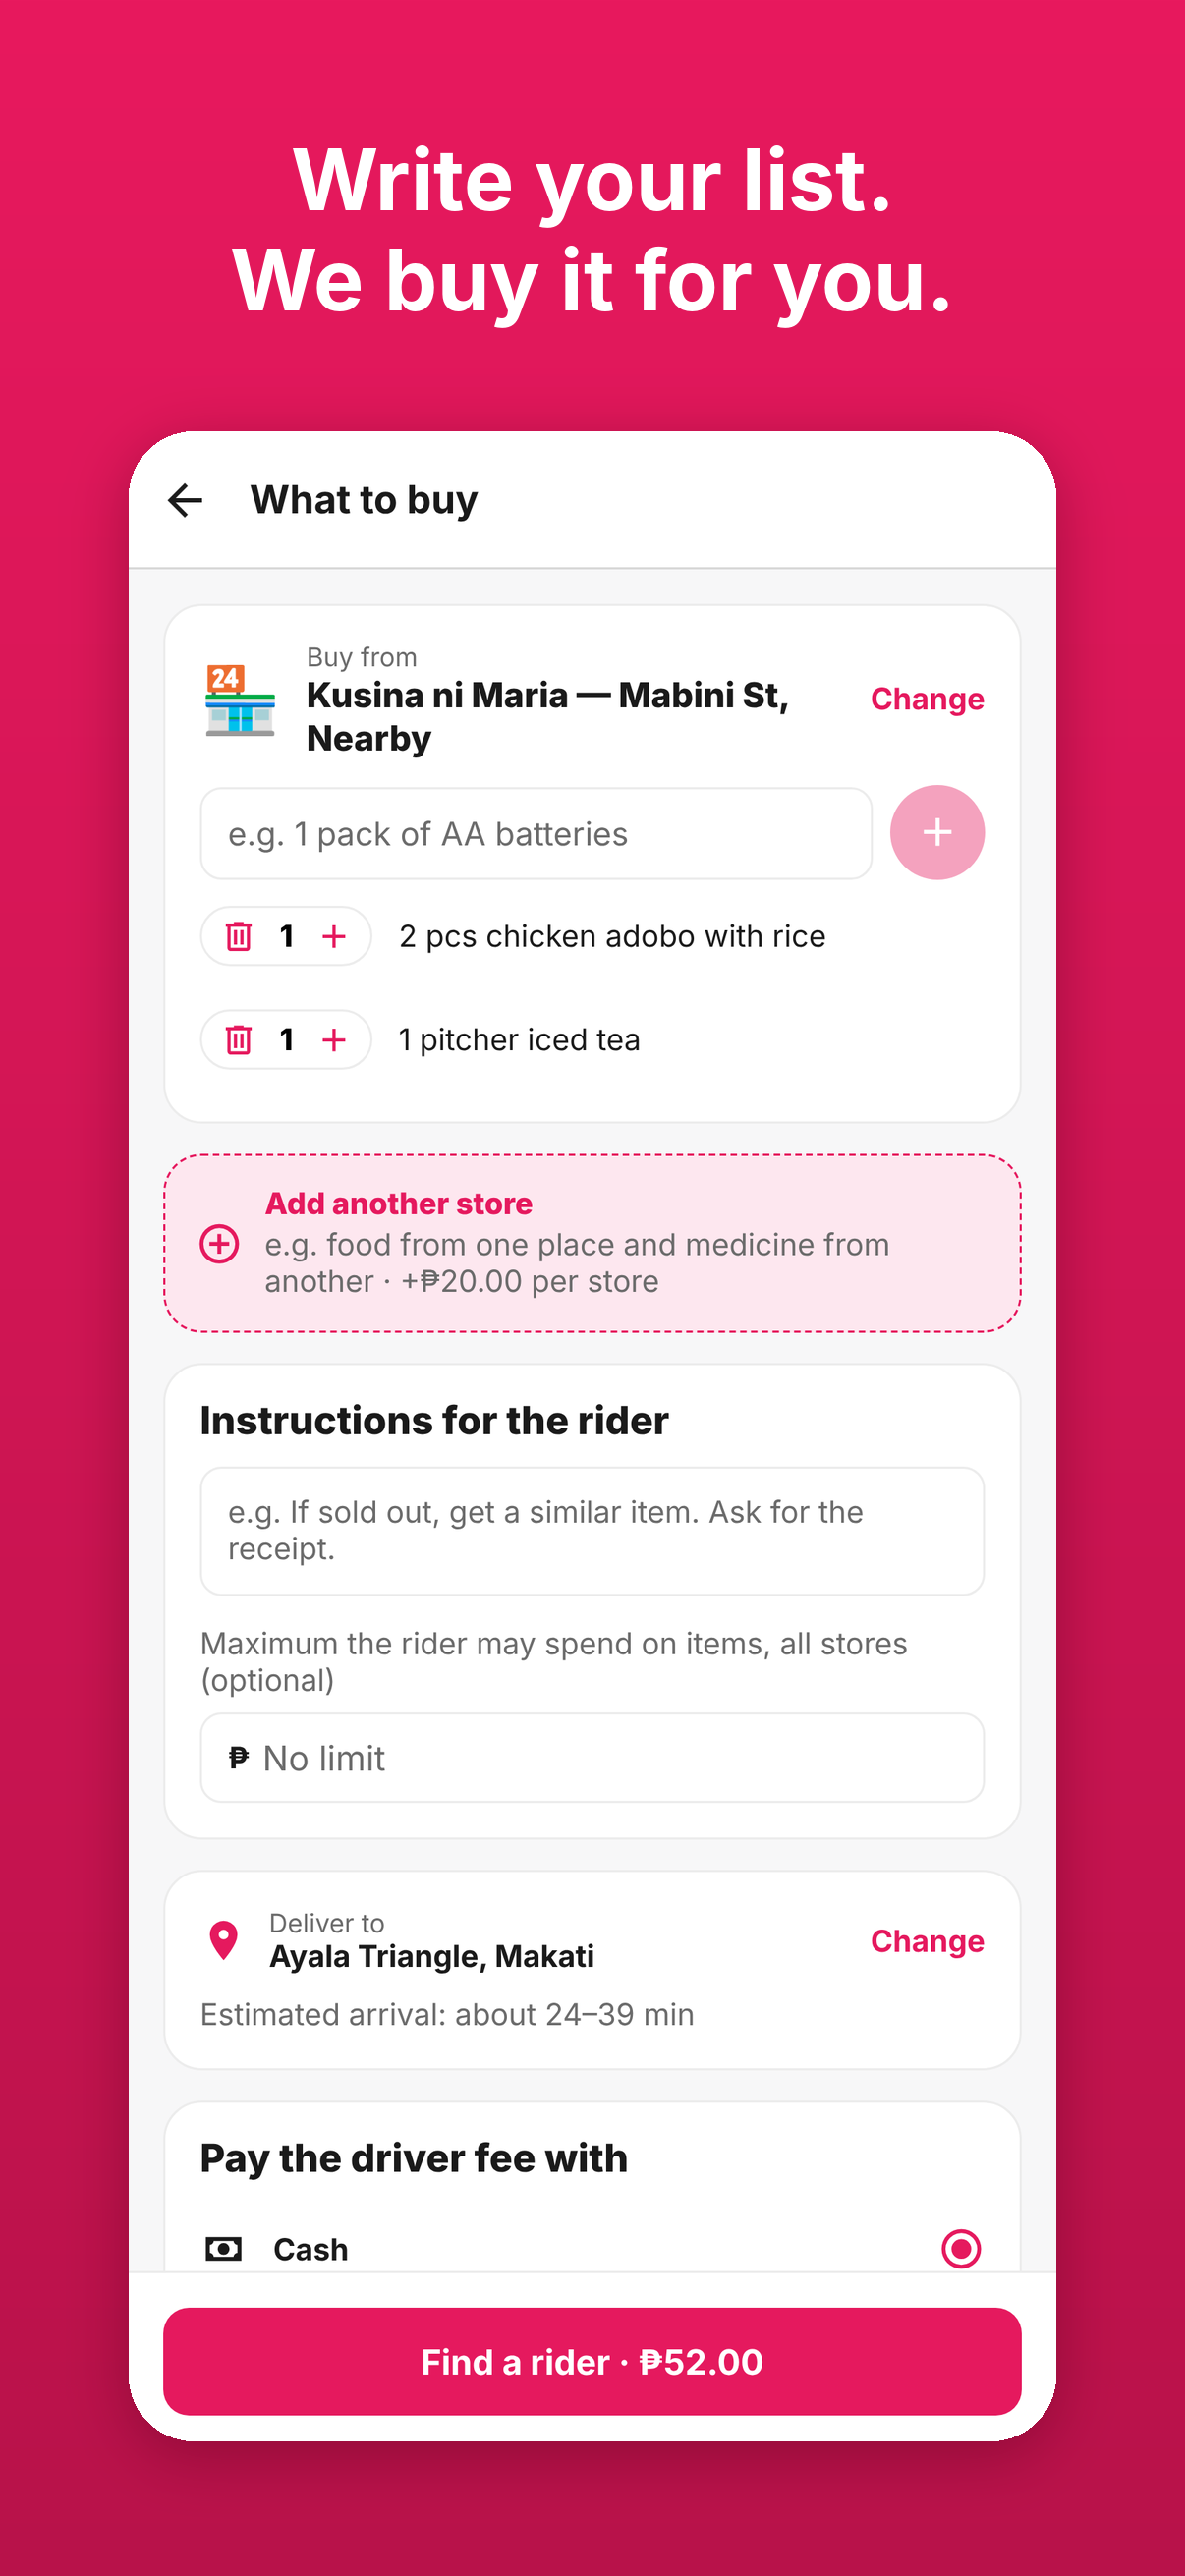 Write your list.
We buy it for you.
What to buy
24
Buy from
Kusina ni Maria — Mabini St,
Nearby
Change
e.g. 1 pack of AA batteries
1
2 pcs chicken adobo with rice
1
1 pitcher iced tea
Add another store
e.g. food from one place and medicine from
another · +₱20.00 per store
Instructions for the rider
e.g. If sold out, get a similar item. Ask for the
receipt.
Maximum the rider may spend on items, all stores
(optional)
₱ No limit
Deliver to
Ayala Triangle, Makati
Change
Estimated arrival: about 24–39 min
Pay the driver fee with
Cash
Find a rider · ₱52.00